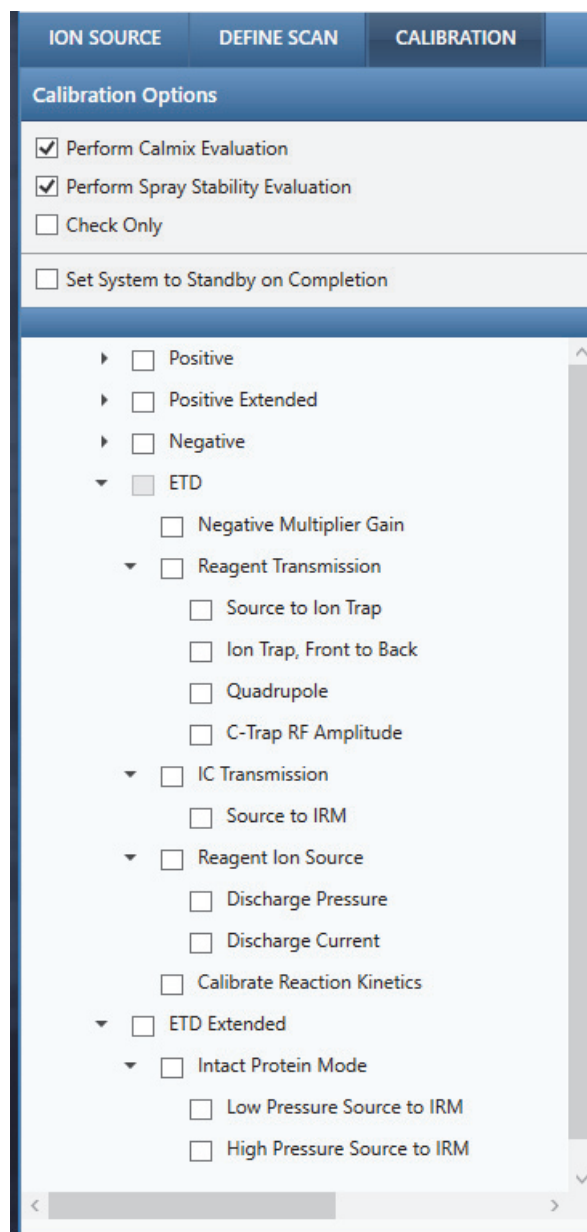 ION SOURCE DEFINE SCAN CALIBRATION
Calibration Options
Perform Calmix Evaluation
Perform Spray Stability Evaluation
Check Only
Set System to Standby on Completion
Positive
Positive Extended
Negative
ETD
Negative Multiplier Gain
Reagent Transmission
Source to Ion Trap
Ion Trap, Front to Back
Quadrupole
C-Trap RF Amplitude
IC Transmission
Source to IRM
Reagent Ion Source
Discharge Pressure
Discharge Current
Calibrate Reaction Kinetics
ETD Extended
Intact Protein Mode
Low Pressure Source to IRM
High Pressure Source to IRM